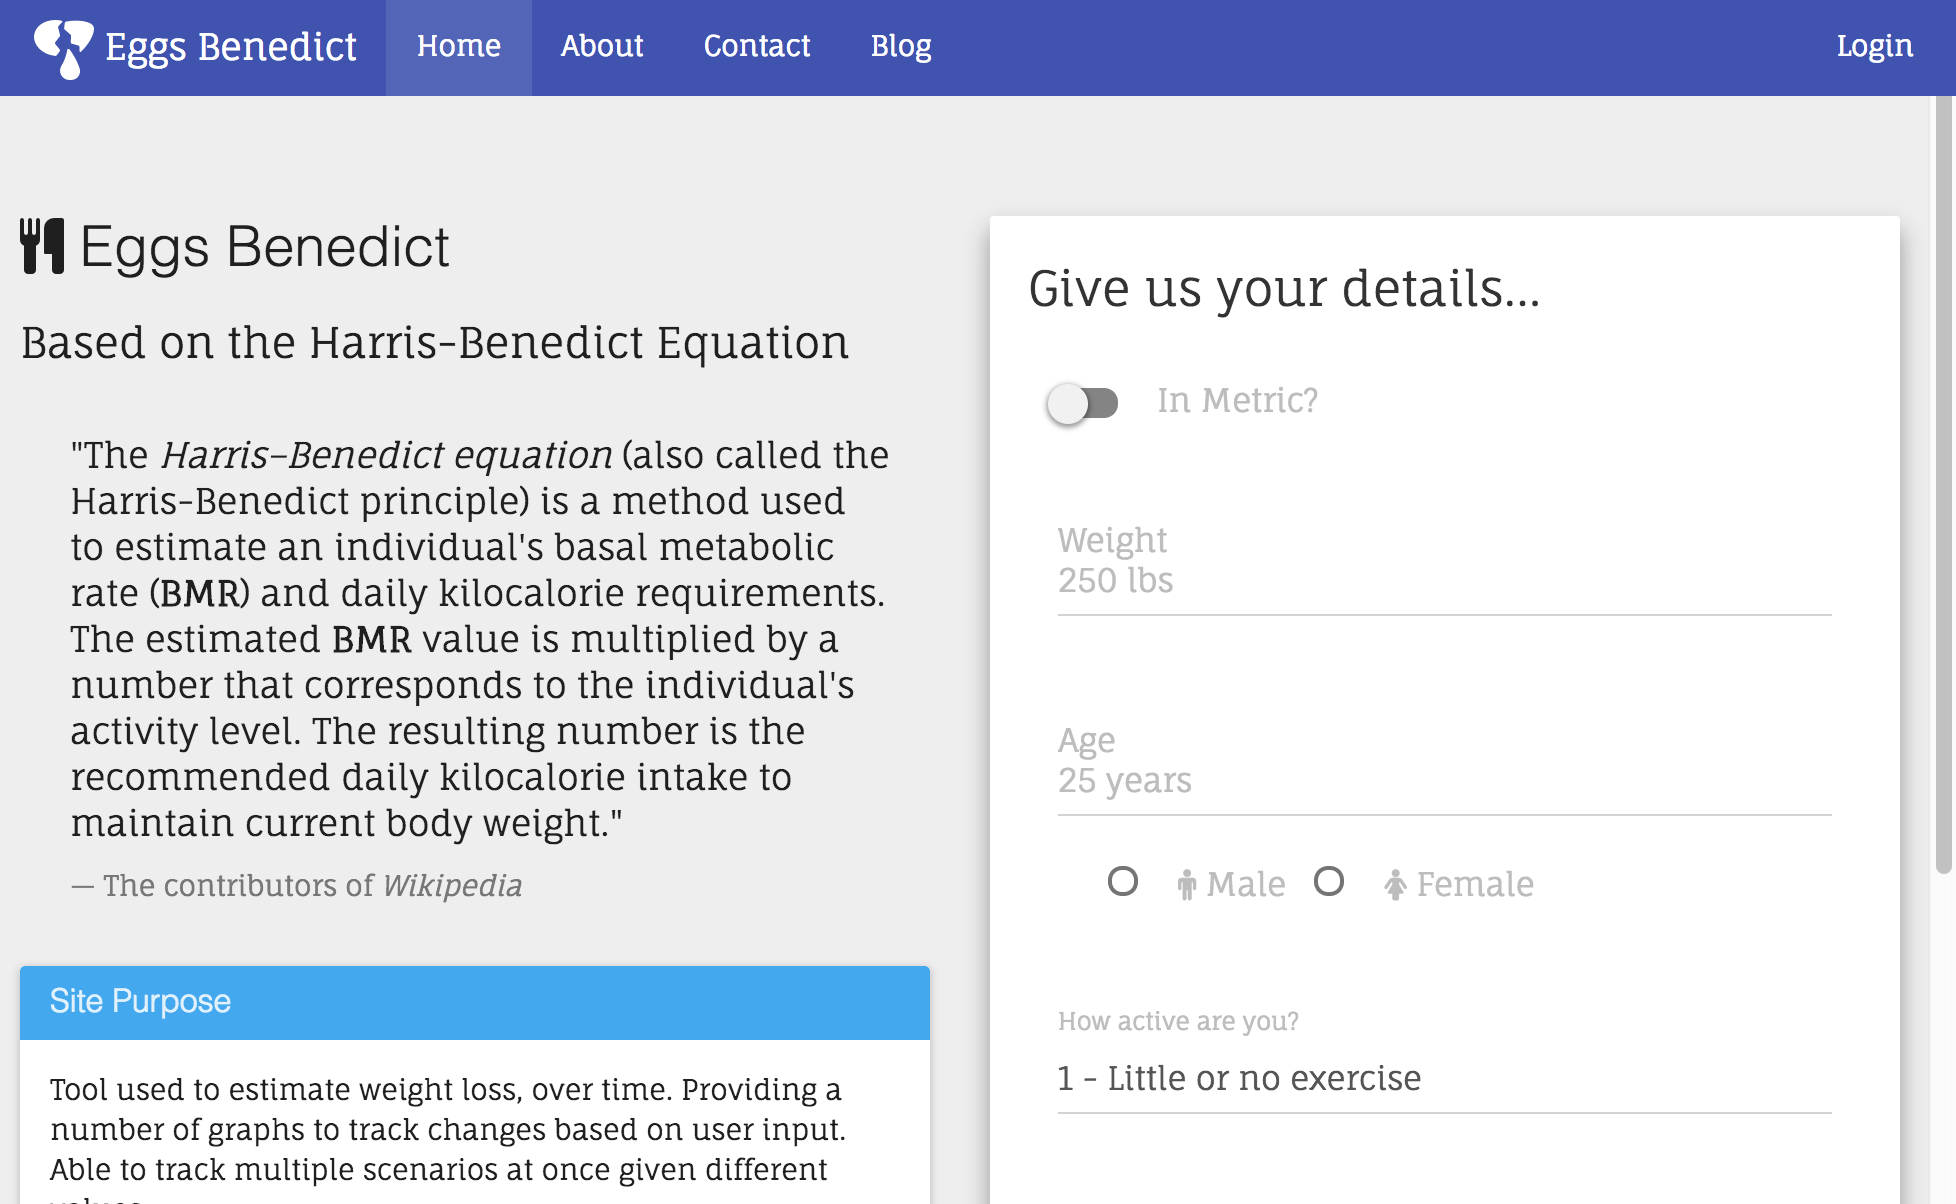 Eggs Benedict
Home
About
Contact
Blog
Login
Eggs Benedict
Based on the Harris-Benedict Equation
"The Harris–Benedict equation (also called the
Harris-Benedict principle) is a method used
to estimate an individual's basal metabolic
rate (BMR) and daily kilocalorie requirements.
The estimated BMR value is multiplied by a
number that corresponds to the individual's
activity level. The resulting number is the
recommended daily kilocalorie intake to
maintain current body weight."
— The contributors of Wikipedia
Site Purpose
Tool used to estimate weight loss, over time. Providing a
number of graphs to track changes based on user input.
Able to track multiple scenarios at once given different
Give us your details...
In Metric?
Weight
250 lbs
Age
25 years
Male
Female
How active are you?
1 - Little or no exercise